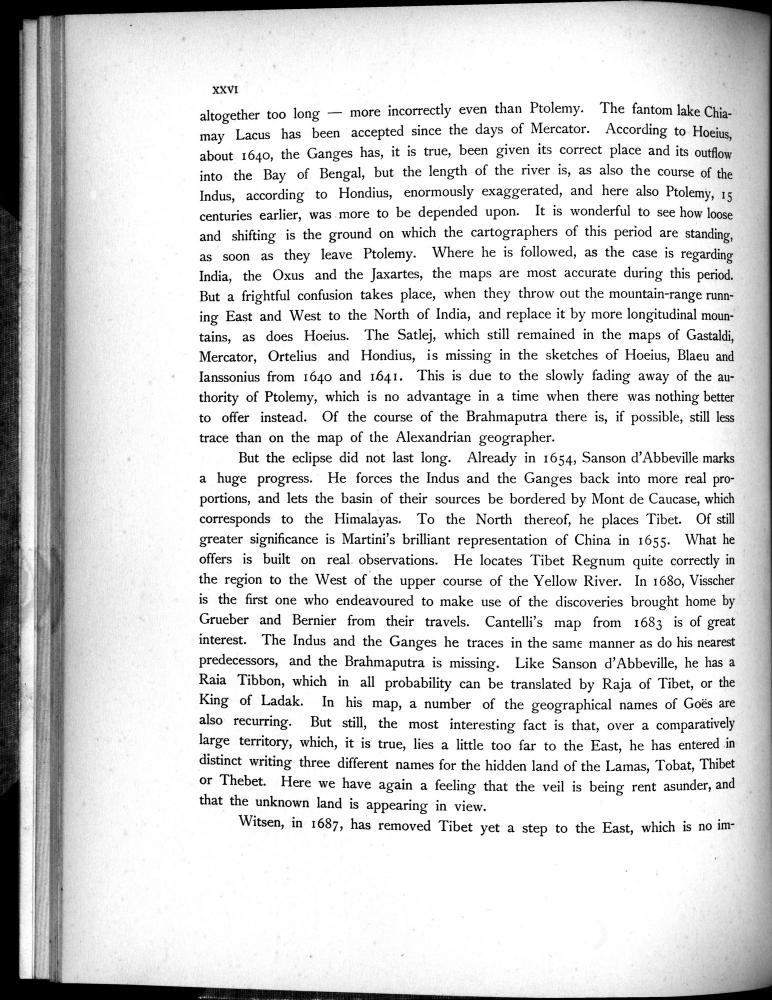 XXVI
altogether too long — more incorrectly even than Ptolemy. The fantom lake Chia-
may Lacus has been accepted since the days of Mercator. According to Hoeius,
about 1640, the Ganges has, it is true, been given its correct place and its outflow
into the Bay of Bengal, but the length of the river is, as also the course of the
Indus, according to Hondius, enormously exaggerated, and here also Ptolemy, 15
centuries earlier, was more to be depended upon. It is wonderful to see how loose
and shifting is the ground on which the cartographers of this period are standing,
as soon as they leave Ptolemy. Where he is followed, as the case is regarding
India, the Oxus and the Jaxartes, the maps are most accurate during this period.
But a frightful confusion takes place, when they throw out the mountain-range runn-
ing East and West to the North of India, and replace it by more longitudinal moun-
tains, as does Hoeius. The Satlej, which still remained in the maps of Gastaldi,
Mercator, Ortelius and Hondius, is missing in the sketches of Hoeius, Blaeu and
Ianssonius from 1640 and 1641. This is due to the slowly fading away of the au-
thority of Ptolemy, which is no advantage in a time when there was nothing better
to offer instead. Of the course of the Brahmaputra there is, if possible, still less
trace than on the map of the Alexandrian geographer.
But the eclipse did not last long. Already in 1654, Sanson d'Abbeville marks
a huge progress. He forces the Indus and the Ganges back into more real pro-
portions, and lets the basin of their sources be bordered by Mont de Caucase, which
corresponds to the Himalayas. To the North thereof, he places Tibet. Of still
greater significance is Martini's brilliant representation of China in 1655. What he
offers is built on real observations. He locates Tibet Regnum quite correctly in
the region to the West of the upper course of the Yellow River. In 1680, Visscher
is the first one who endeavoured to make use of the discoveries brought home by
Grueber and Bernier from their travels. Cantelli's map from 1683 is of great
interest. The Indus and the Ganges he traces in the same manner as do his nearest
predecessors, and the Brahmaputra is missing. Like Sanson d'Abbeville, he has a
Raia Tibbon, which in all probability can be translated by Raja of Tibet, or the
King of Ladak. In his map, a number of the geographical names of Goës are
also recurring. But still, the most interesting fact is that, over a comparatively
large territory, which, it is true, lies a little too far to the East, he has entered in
distinct writing three different names for the hidden land of the Lamas, Tobat, Thibet
or Thebet. Here we have again a feeling that the veil is being rent asunder, and
that the unknown land is appearing in view.
Witsen, in 1687, has removed Tibet yet a step to the East, which is no im-